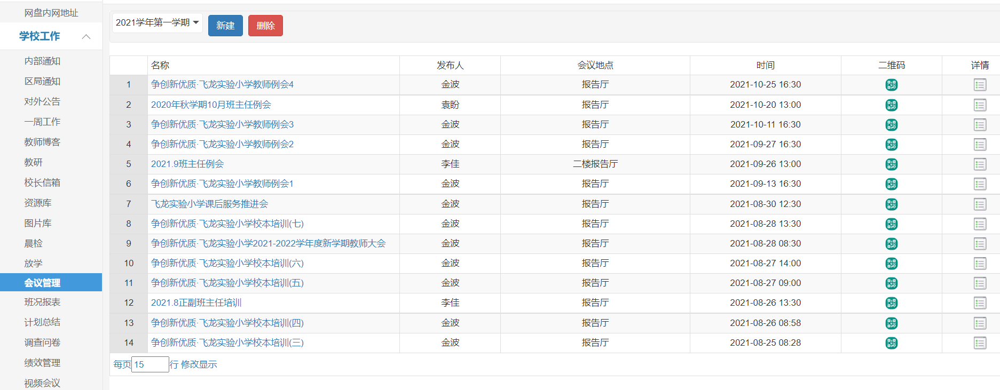 网盘内网地址
学校工作
内部通知
区局通知
对外公告
一周工作
教师博客
教研
校长信箱
资源库
图片库
晨检
放学
会议管理
班况报表
计划总结
调查问卷
绩效管理
视频会议
2021学年第一学期 新建 删除
名称 发布人 会议地点 时间 二维码 详情
1 争创新优质·飞龙实验小学教师例会4 金波 报告厅 2021-10-25 16:30
2 2020年秋学期10月班主任例会 袁盼 报告厅 2021-10-20 13:00
3 争创新优质·飞龙实验小学教师例会3 金波 报告厅 2021-10-11 16:30
4 争创新优质·飞龙实验小学教师例会2 金波 报告厅 2021-09-27 16:30
5 2021.9班主任例会 李佳 二楼报告厅 2021-09-26 13:00
6 争创新优质·飞龙实验小学教师例会1 金波 报告厅 2021-09-13 16:30
7 飞龙实验小学课后服务推进会 金波 报告厅 2021-08-30 12:30
8 争创新优质·飞龙实验小学校本培训(七) 金波 报告厅 2021-08-28 13:30
9 争创新优质·飞龙实验小学2021-2022学年度新学期教师大会 金波 报告厅 2021-08-28 08:30
10 争创新优质·飞龙实验小学校本培训(六) 金波 报告厅 2021-08-27 14:00
11 争创新优质·飞龙实验小学校本培训(五) 金波 报告厅 2021-08-27 09:00
12 2021.8正副班主任培训 李佳 报告厅 2021-08-26 13:30
13 争创新优质·飞龙实验小学校本培训(四) 金波 报告厅 2021-08-26 08:58
14 争创新优质·飞龙实验小学校本培训(三) 金波 报告厅 2021-08-25 08:28
每页15行 修改显示